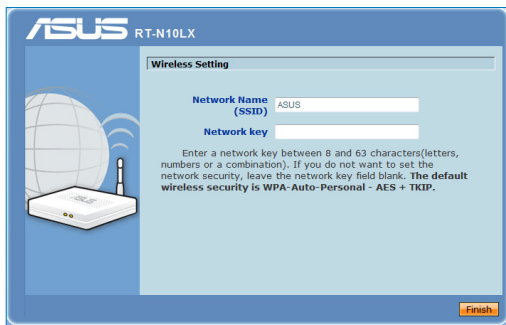 ASUS RT-N10LX
Wireless Setting
Network Name
(SSID)
ASUS
Network key
Enter a network key between 8 and 63 characters(letters,
numbers or a combination). If you do not want to set the
network security, leave the network key field blank. The default
wireless security is WPA-Auto-Personal - AES + TKIP.
ASUS
Finish